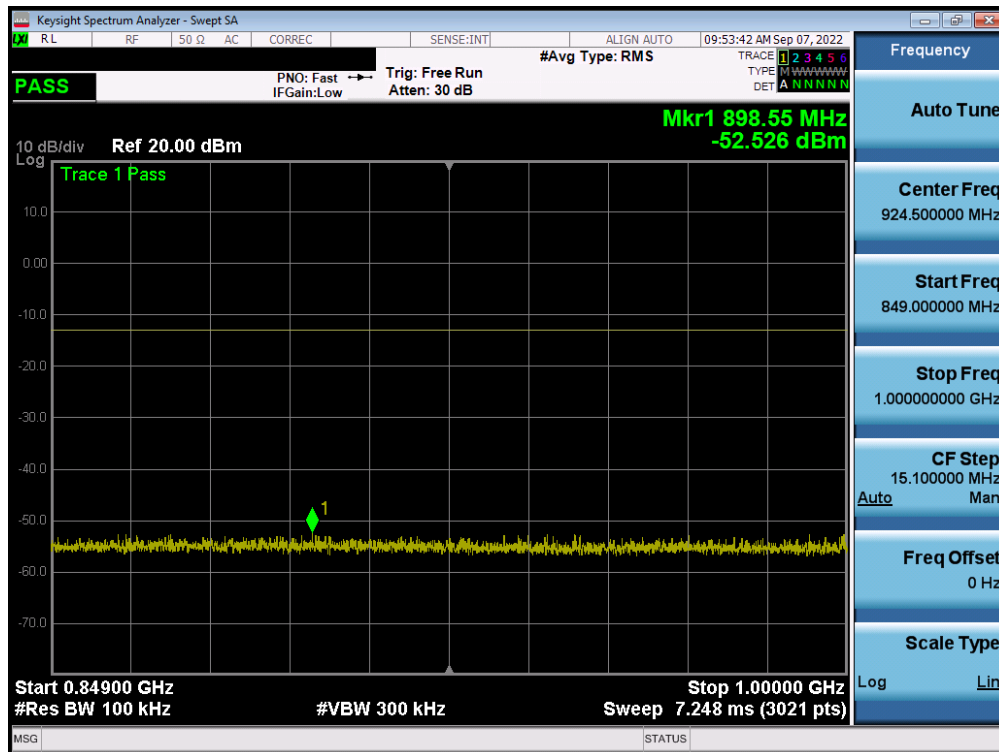 Keysight Spectrum Analyzer - Swept SA
LXI RL RF 50 Ω AC CORREC SENSE:INT ALIGN AUTO 09:53:42 AM Sep 07, 2022
Frequency
PASS
PNO: Fast
IFGain:Low
Trig: Free Run
Atten: 30 dB
#Avg Type: RMS
TRACE 1 2 3 4 5 6
TYPE M WWWWW
DET A N N N N N
Auto Tune
Mkr1 898.55 MHz
-52.526 dBm
10 dB/div
Log
Ref 20.00 dBm
Trace 1 Pass
10.0
0.00
-10.0
-20.0
-30.0
-40.0
-50.0
-60.0
-70.0
1
Center Freq
924.500000 MHz
Start Freq
849.000000 MHz
Stop Freq
1.000000000 GHz
CF Step
15.100000 MHz
Auto Man
Freq Offset
0 Hz
Scale Type
Log Lin
Start 0.84900 GHz Stop 1.00000 GHz
#Res BW 100 kHz #VBW 300 kHz Sweep 7.248 ms (3021 pts)
MSG STATUS